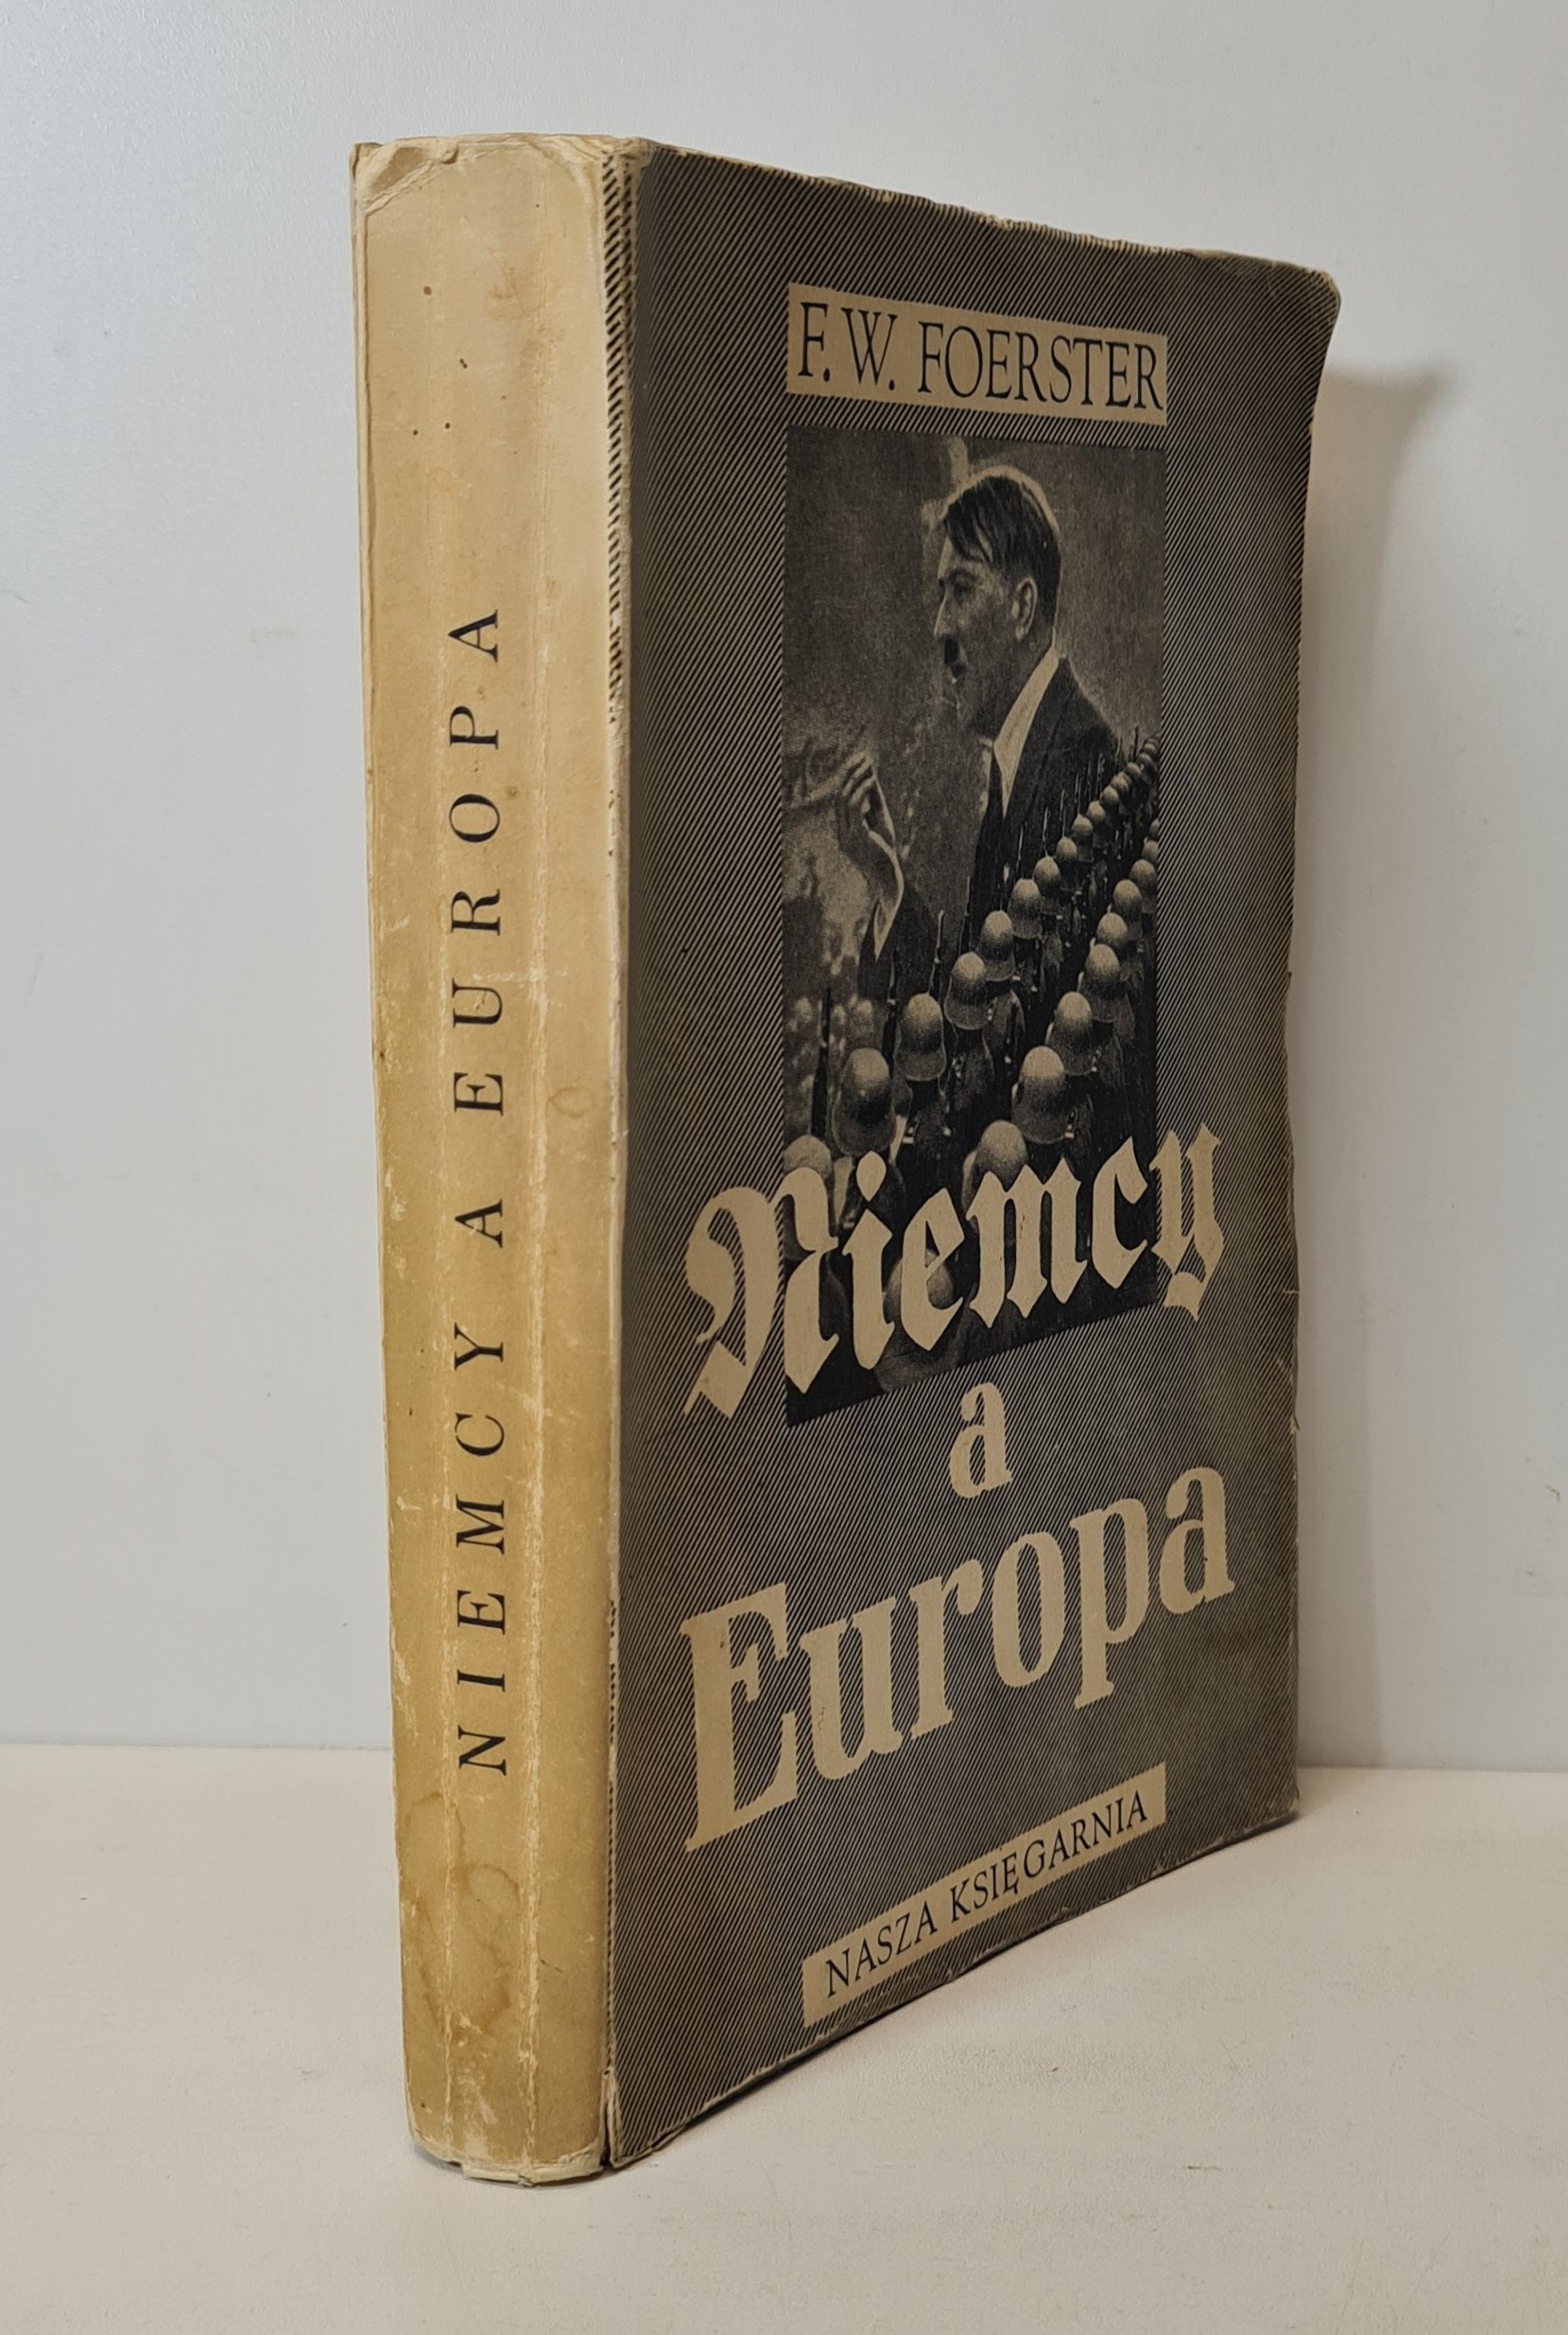 NIEMCY A EUROPA
F. W. FOERSTER
Niemcy
a
Europa
NASZA KSIĘGARNIA